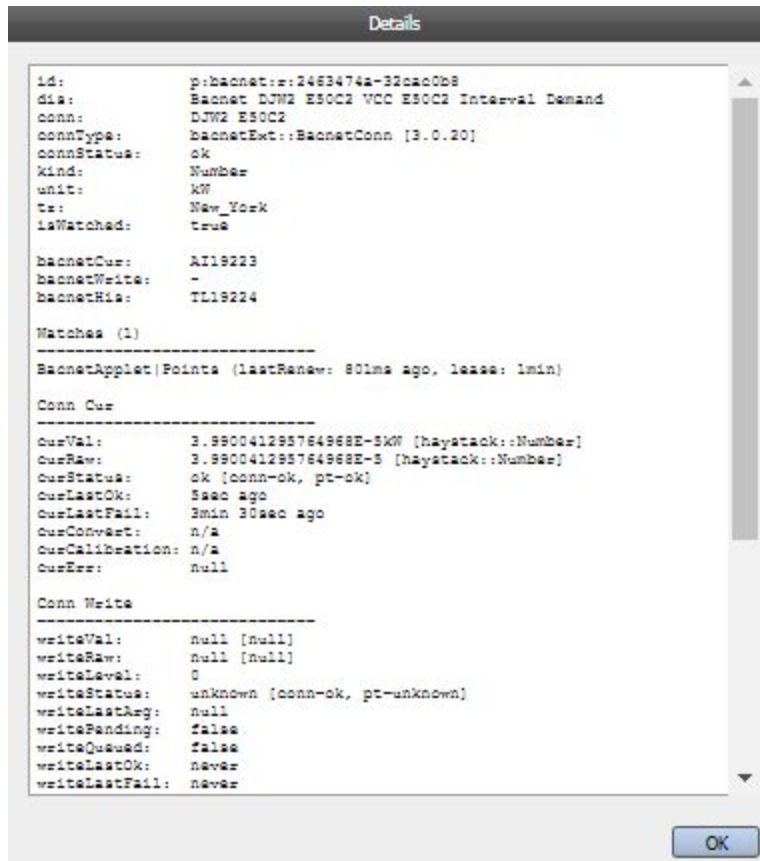 Details
id: p:bacnet:r:2463474a-32cac0b8
dis: Bacnet DJW2 E50C2 VCC E50C2 Interval Demand
conn: DJW2 E50C2
connType: bacnetExt::BacnetConn [3.0.20]
connStatus: ok
kind: Number
unit: kW
tz: New_York
isWatched: true
bacnetCur: AI19223
bacnetWrite: -
bacnetHis: TL19224
Watches (1)
------------------------------
BacnetApplet|Points (lastRenew: 801ms ago, lease: 1min)
Conn Cur
------------------------------
curVal: 3.990041295764968E-5kW [haystack::Number]
curRaw: 3.990041295764968E-5 [haystack::Number]
curStatus: ok [conn-ok, pt-ok]
curLastOk: 5sec ago
curLastFail: 3min 30sec ago
curConvert: n/a
curCalibration: n/a
curErr: null
Conn Write
------------------------------
writeVal: null [null]
writeRaw: null [null]
writeLevel: 0
writeStatus: unknown [conn-ok, pt-unknown]
writeLastArg: null
writePending: false
writeQueued: false
writeLastOk: never
writeLastFail: never
OK